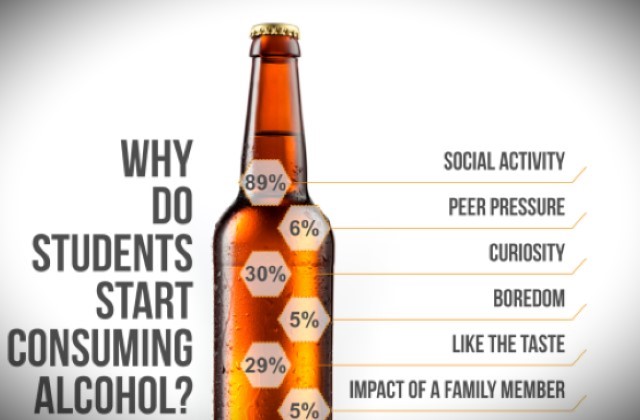 WHY
DO
STUDENTS
START
CONSUMING
ALCOHOL?
89% SOCIAL ACTIVITY
6% PEER PRESSURE
30% CURIOSITY
5% BOREDOM
29% LIKE THE TASTE
5% IMPACT OF A FAMILY MEMBER